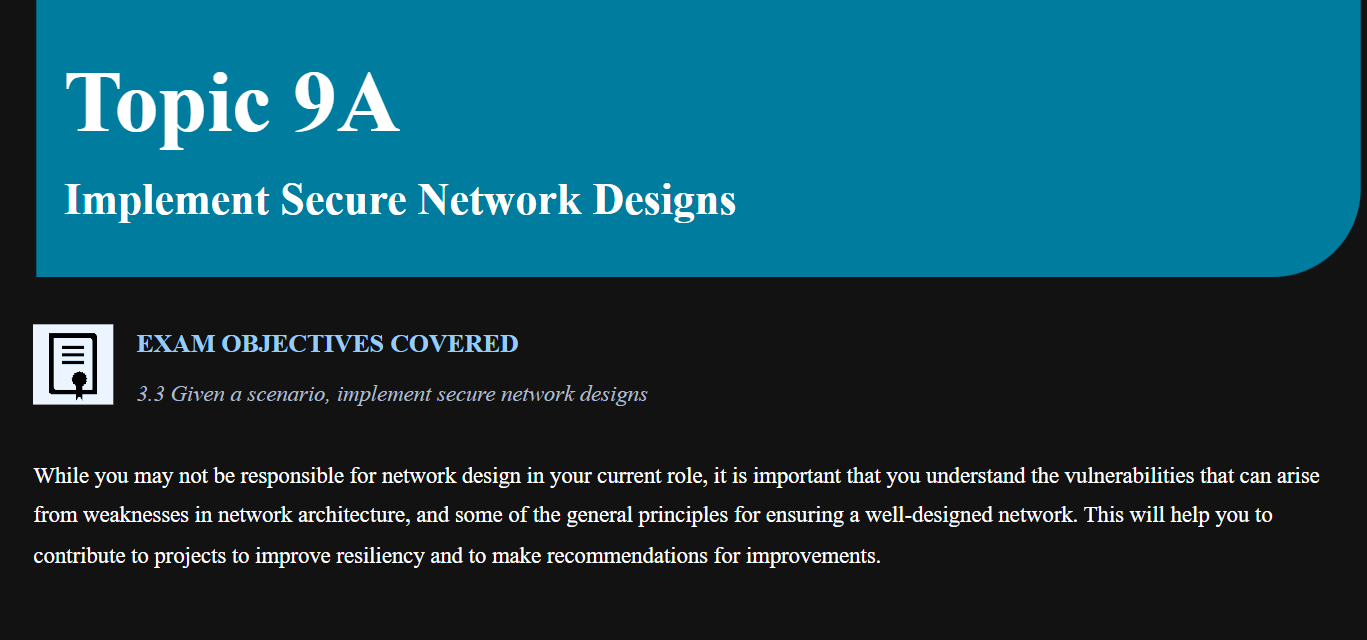 Topic 9A
Implement Secure Network Designs
EXAM OBJECTIVES COVERED
3.3 Given a scenario, implement secure network designs
While you may not be responsible for network design in your current role, it is important that you understand the vulnerabilities that can arise
from weaknesses in network architecture, and some of the general principles for ensuring a well-designed network. This will help you to
contribute to projects to improve resiliency and to make recommendations for improvements.